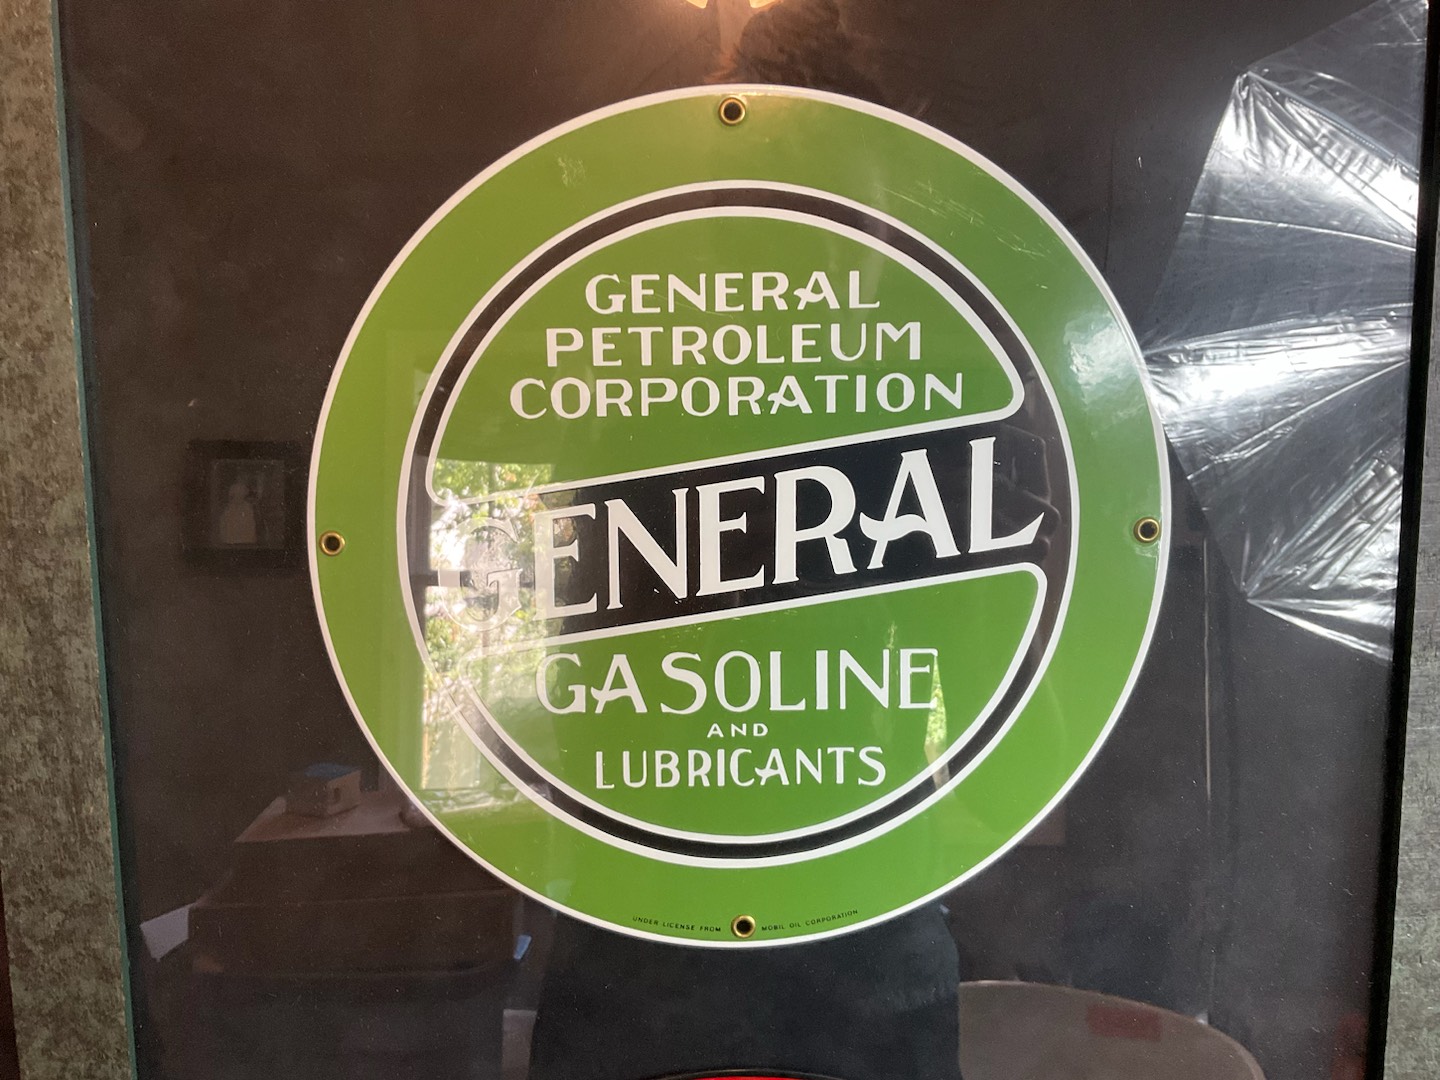 GENERAL
PETROLEUM
CORPORATION
GENERAL
GASOLINE
AND
LUBRICANTS
UNDER LICENSE FROM MOBIL OIL CORPORATION